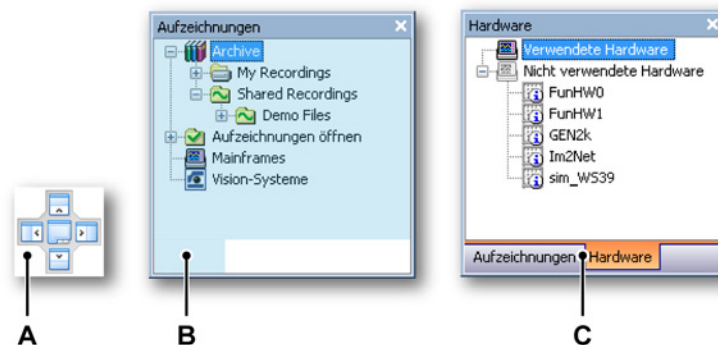 Aufzeichnungen
Archive
My Recordings
Shared Recordings
Demo Files
Aufzeichnungen öffnen
Mainframes
Vision-Systeme
Hardware
Verwendete Hardware
Nicht verwendete Hardware
FunHW0
FunHW1
GEN2k
Im2Net
sim_WS39
Aufzeichnungen Hardware
A B C